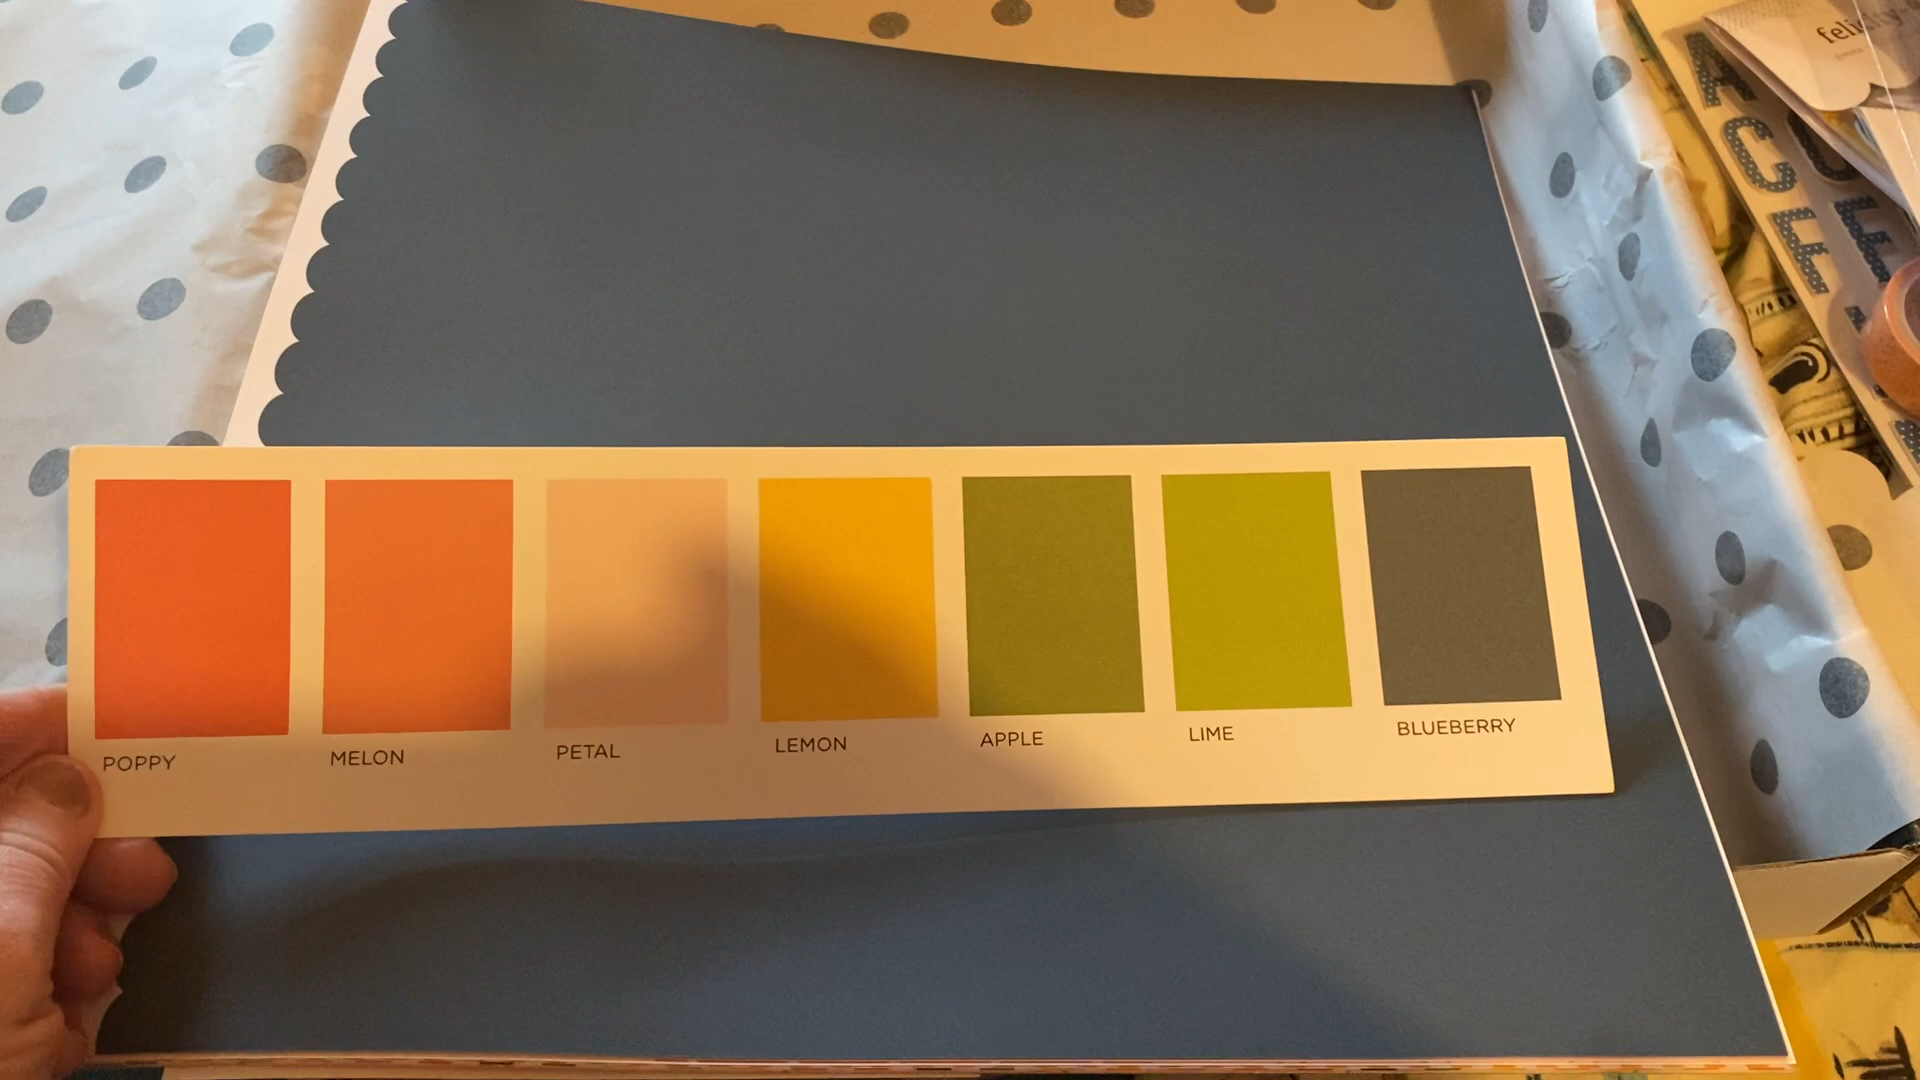 POPPY
MELON
PETAL
LEMON
APPLE
LIME
BLUEBERRY
A
C
E
F